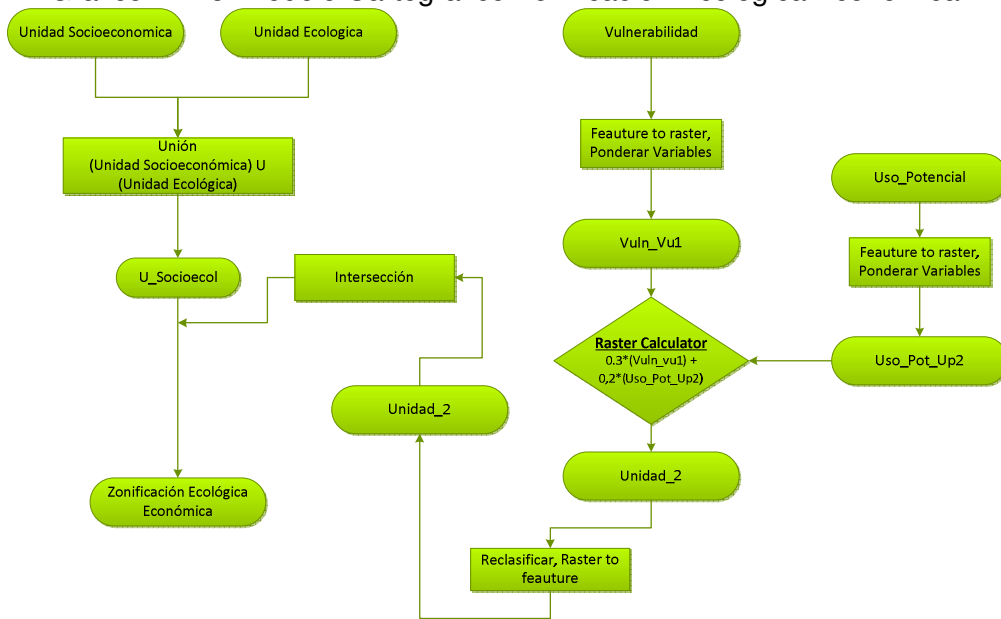 Unidad Socioeconomica
Unidad Ecologica
Unión
(Unidad Socioeconómica) U
(Unidad Ecológica)
U_Socioecol
Intersección
Unidad_2
Zonificación Ecológica
Económica
Vulnerabilidad
Feauture to raster,
Ponderar Variables
Vuln_Vu1
Raster Calculator
0.3*(Vuln_vu1) +
0,2*(Uso_Pot_Up2)
Unidad_2
Reclasificar, Raster to
feauture
Uso_Potencial
Feauture to raster,
Ponderar Variables
Uso_Pot_Up2